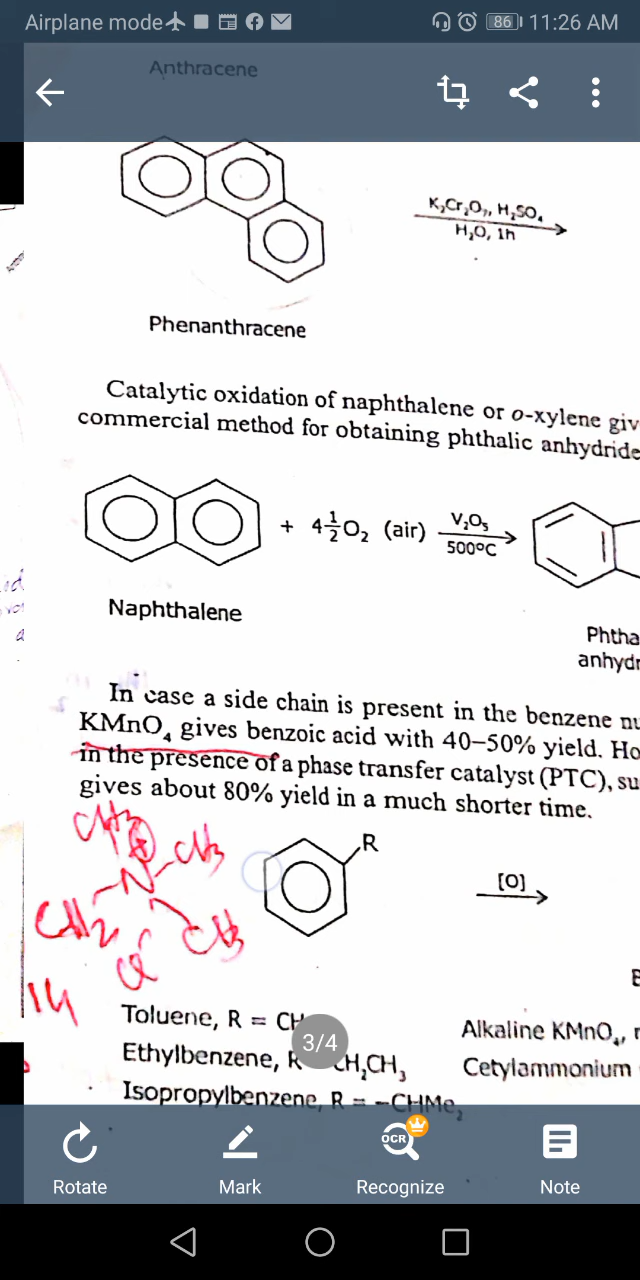 Airplane mode 86 11:26 AM
Anthracene
K₂Cr₂O₇, H₂SO₄
H₂O, 1h
Phenanthracene
Catalytic oxidation of naphthalene or o-xylene giv
commercial method for obtaining phthalic anhydride
+ 4½O₂ (air) V₂O₅
500°C
Naphthalene
Phtha
anhydr
In case a side chain is present in the benzene nu
KMnO₄ gives benzoic acid with 40–50% yield. Ho
in the presence of a phase transfer catalyst (PTC), su
gives about 80% yield in a much shorter time.
CH₃
⊕
N
CH₃
CH₃
R
[O]
14
Toluene, R = CH
Alkaline KMnO₄,
3/4
Ethylbenzene, R CH₂CH₃
Cetylammonium
Isopropylbenzene, R = –CHMe₂
OCR
Rotate Mark Recognize Note